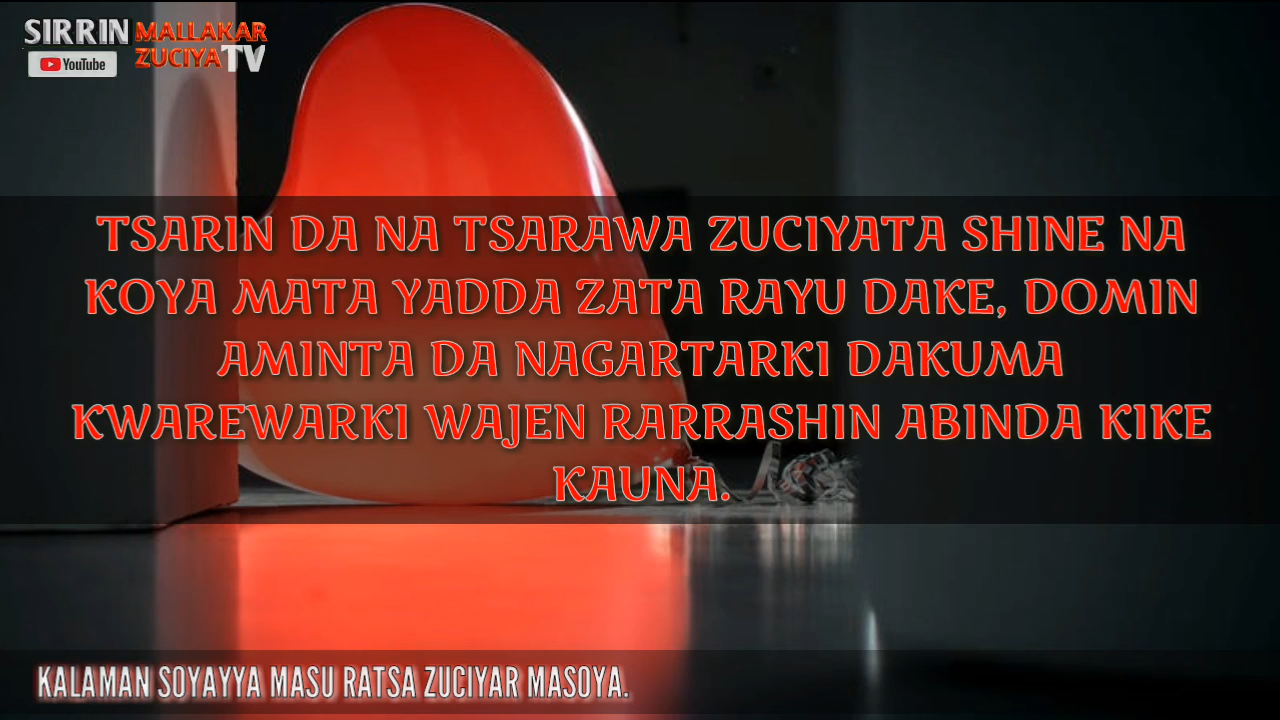 SIRRIN MALLAKAR
ZUCIYA TV
YouTube
TSARIN DA NA TSARAWA ZUCIYATA SHINE NA
KOYA MATA YADDA ZATA RAYU DAKE, DOMIN
AMINTA DA NAGARTARKI DAKUMA
KWAREWARKI WAJEN RARRASHIN ABINDA KIKE
KAUNA.
KALAMAN SOYAYYA MASU RATSA ZUCIYAR MASOYA.